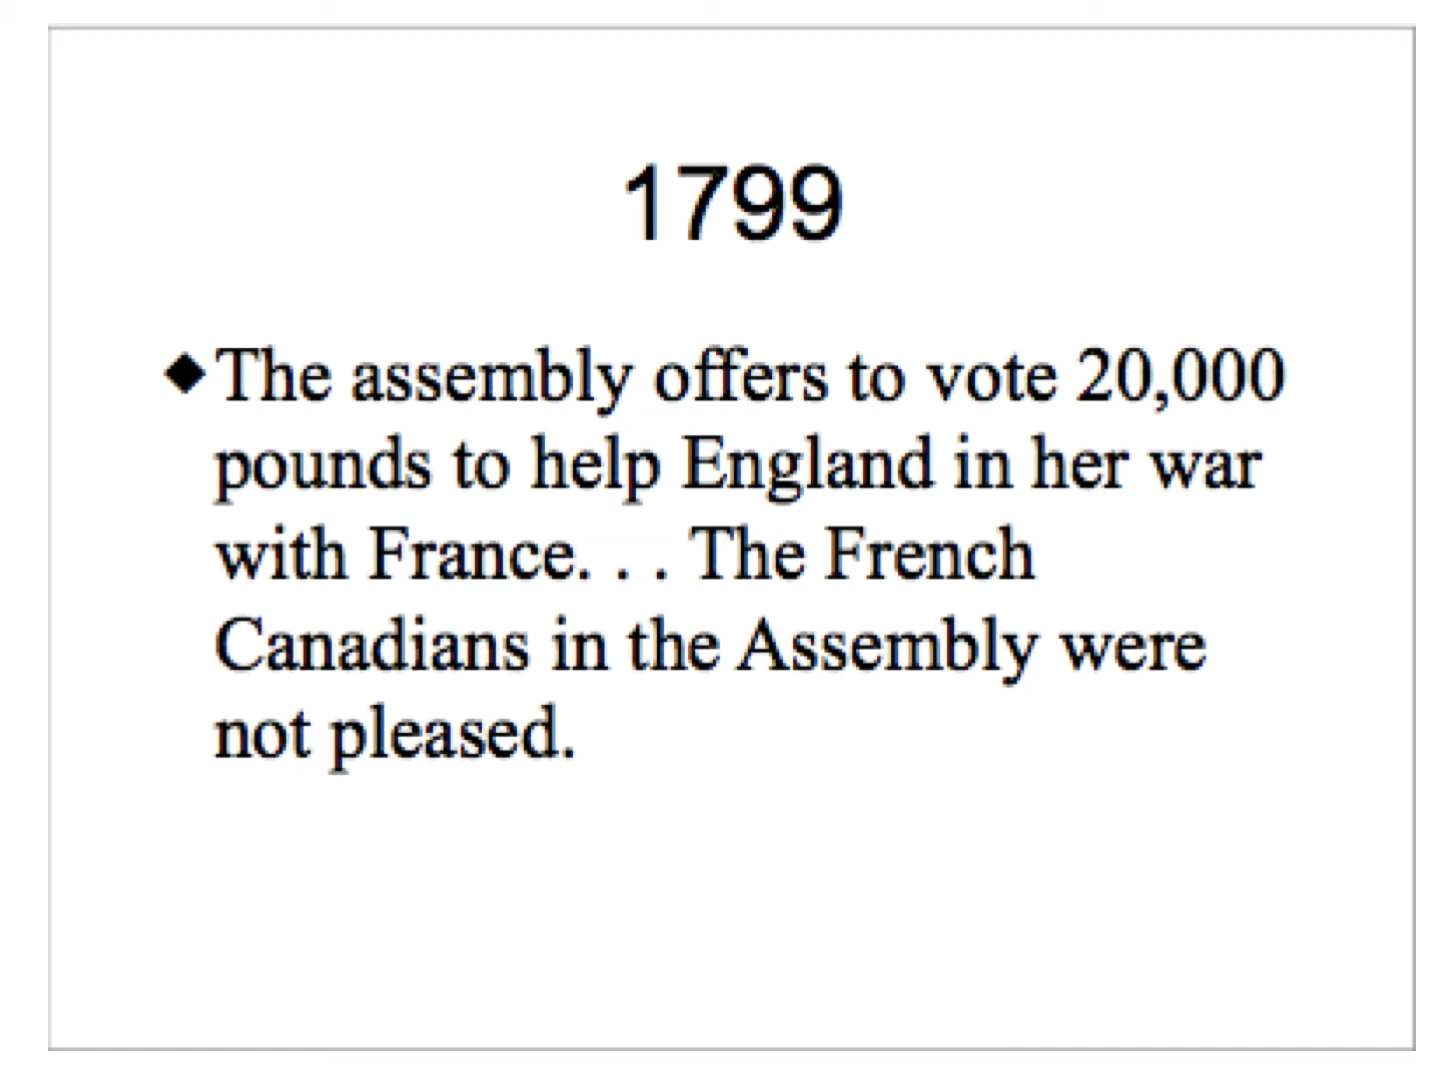 1799
◆The assembly offers to vote 20,000
pounds to help England in her war
with France. . . The French
Canadians in the Assembly were
not pleased.